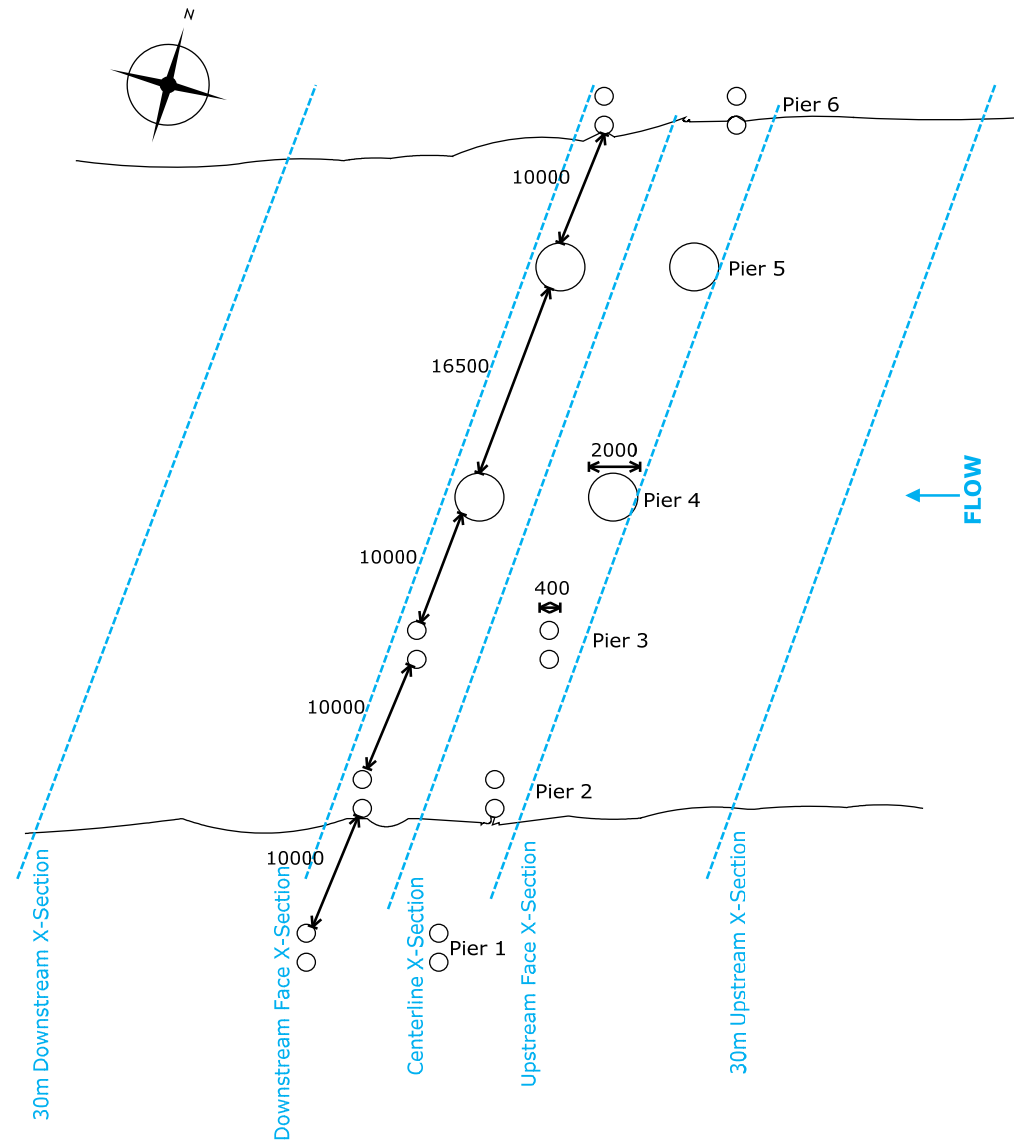 N
Pier 6
10000
Pier 5
16500
2000
Pier 4
FLOW
10000
400
Pier 3
10000
Pier 2
10000
Pier 1
30m Downstream X-Section
Downstream Face X-Section
Centerline X-Section
Upstream Face X-Section
30m Upstream X-Section